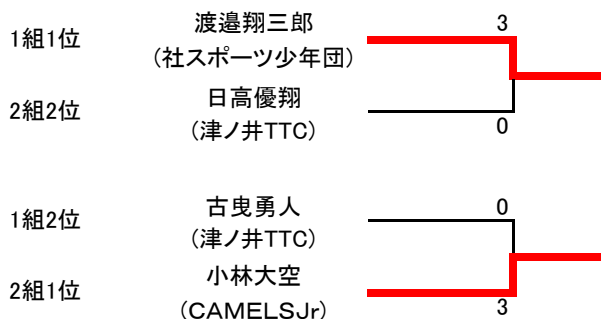 渡邉翔三郎 3
1組1位
(社スポーツ少年団)
日高優翔
2組2位
(津ノ井TTC) 0
古曳勇人 0
1組2位
(津ノ井TTC)
小林大空
2組1位
(CAMELSJr) 3